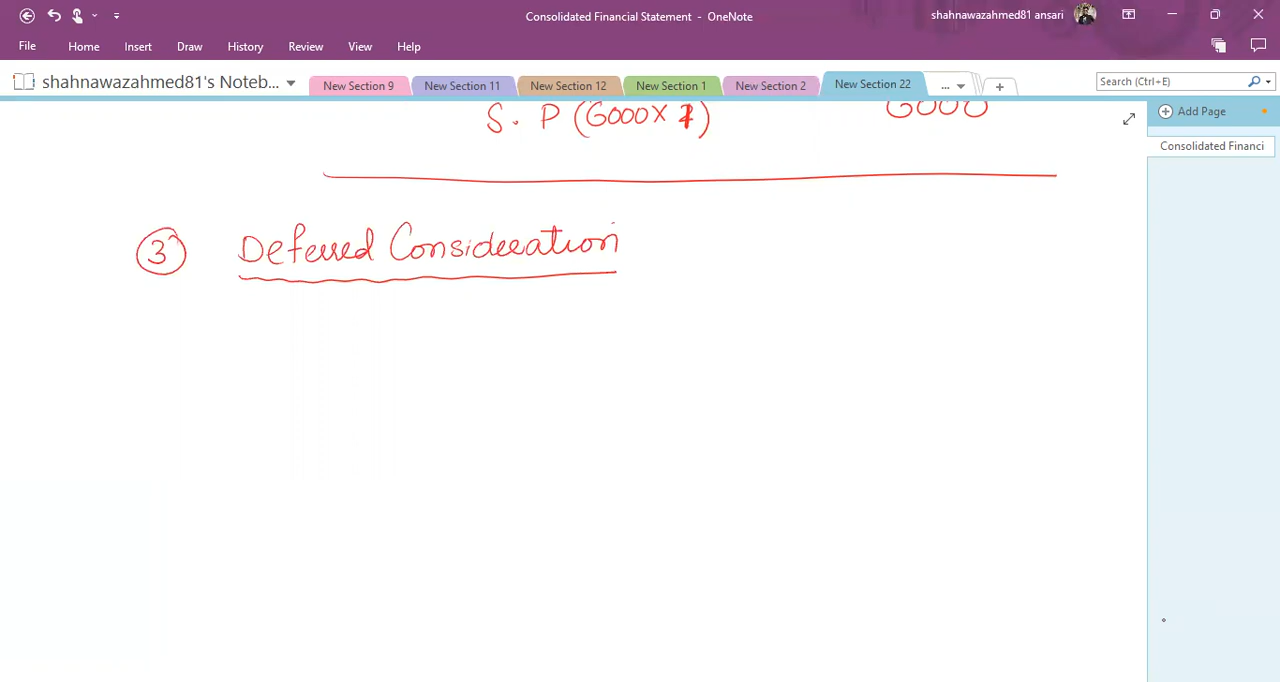 Consolidated Financial Statement - OneNote
shahnawazahmed81 ansari
File Home Insert Draw History Review View Help
shahnawazahmed81's Noteb...
New Section 9 New Section 11 New Section 12 New Section 1 New Section 2 New Section 22 ...
Search (Ctrl+E)
Add Page
Consolidated Financi
S. P (6000 × 1) 6000
3 Deferred Consideration